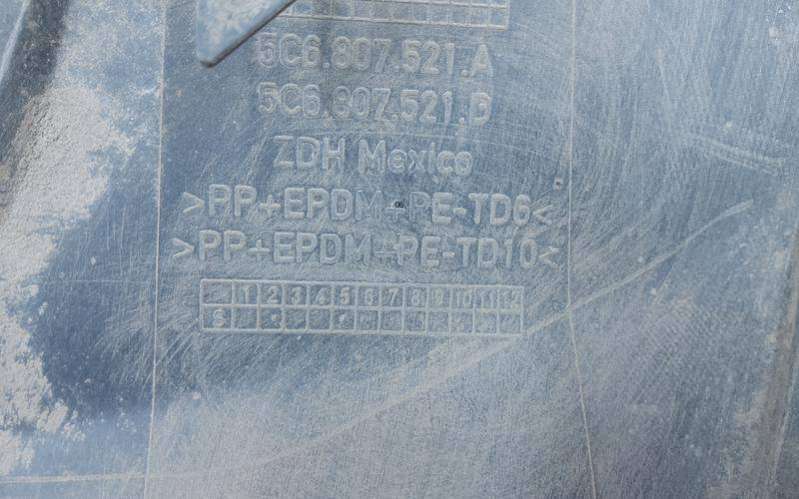 5C6.807.521.A
5C6.807.521.D
ZDH Mexico
>PP+EPDM+PE-TD6<
>PP+EPDM+PE-TD10<
1 2 3 4 5 6 7 8 9 10 11 12
S